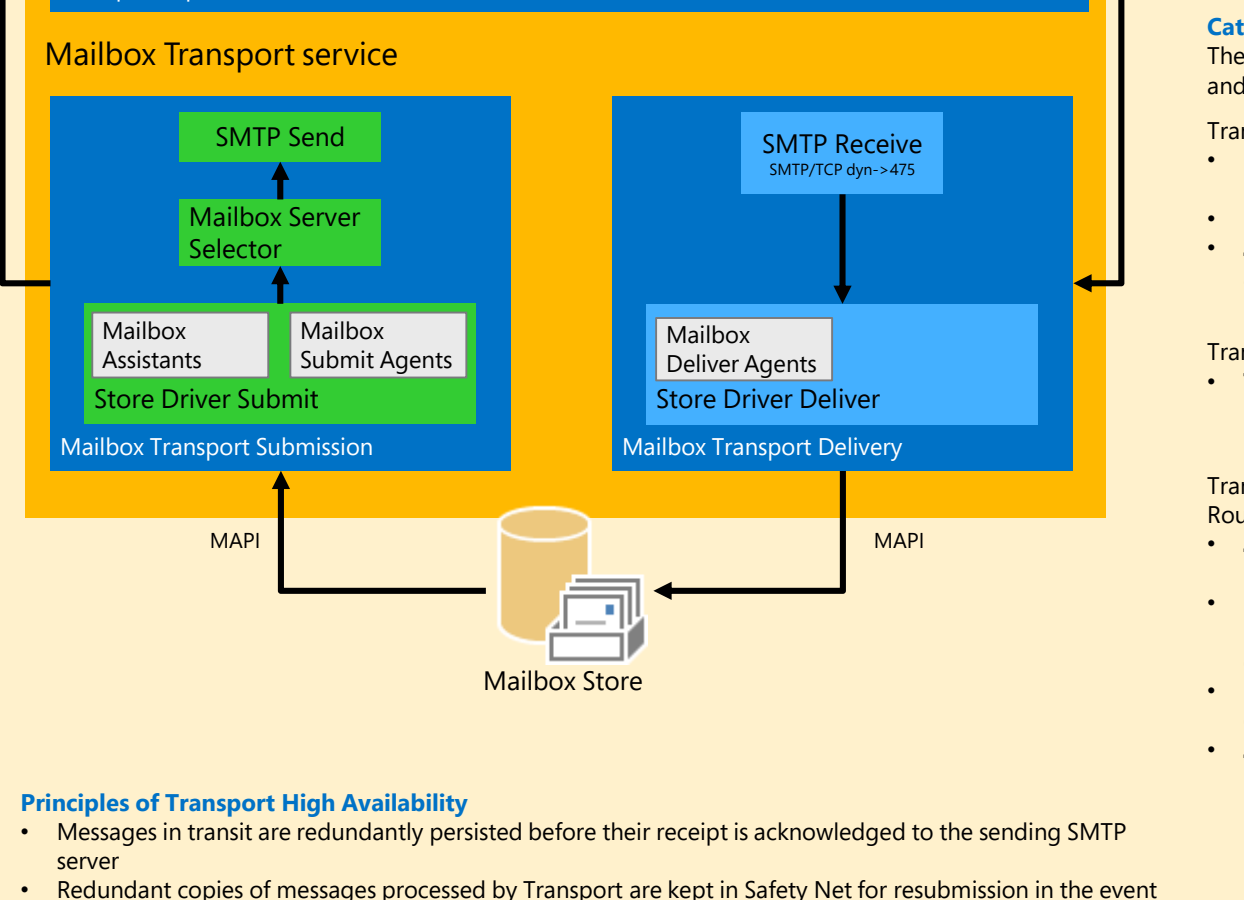 Mailbox Transport service
SMTP Send
Mailbox Server
Selector
Mailbox
Assistants
Mailbox
Submit Agents
Store Driver Submit
Mailbox Transport Submission
SMTP Receive
SMTP/TCP dyn->475
Mailbox
Deliver Agents
Store Driver Deliver
Mailbox Transport Delivery
MAPI
MAPI
Mailbox Store
Principles of Transport High Availability
• Messages in transit are redundantly persisted before their receipt is acknowledged to the sending SMTP
server
• Redundant copies of messages processed by Transport are kept in Safety Net for resubmission in the event
The
and